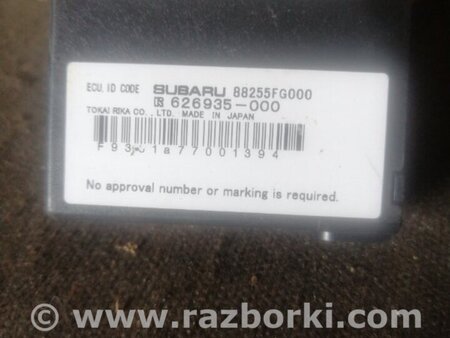 ECU, ID CODE SUBARU 88255FG000
626935-000
TOKAI RIKA CO., LTD. MADE IN JAPAN
No approval number or marking is required.
© www.razborki.com